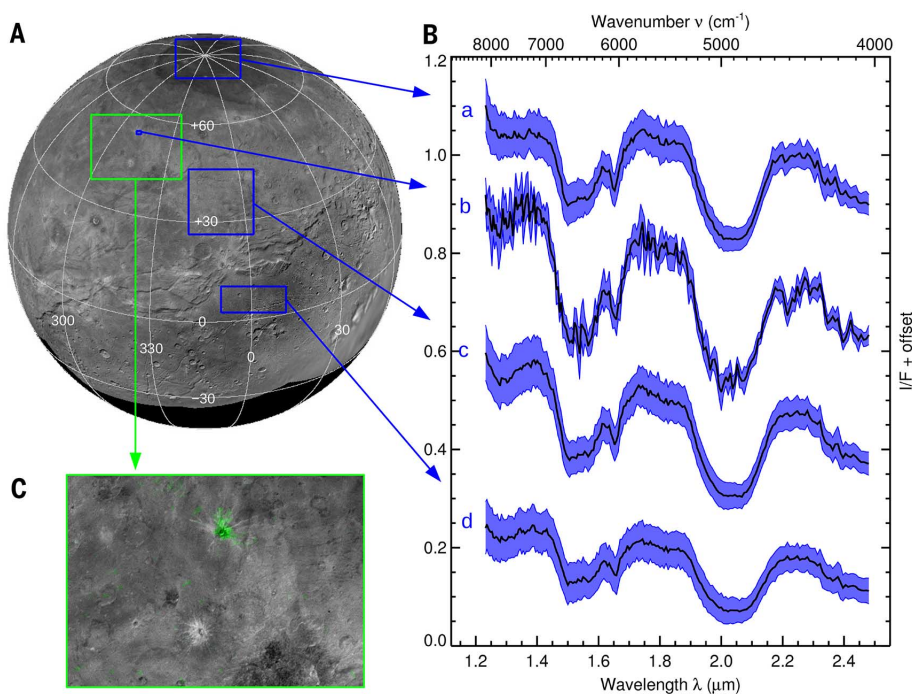 A
+60
+30
300
0
30
330
0
−30
C
B
Wavenumber ν (cm⁻¹)
8000 7000 6000 5000 4000
1.2
1.0
0.8
0.6
0.4
0.2
0.0
a
b
c
d
I/F + offset
1.2 1.4 1.6 1.8 2.0 2.2 2.4
Wavelength λ (μm)